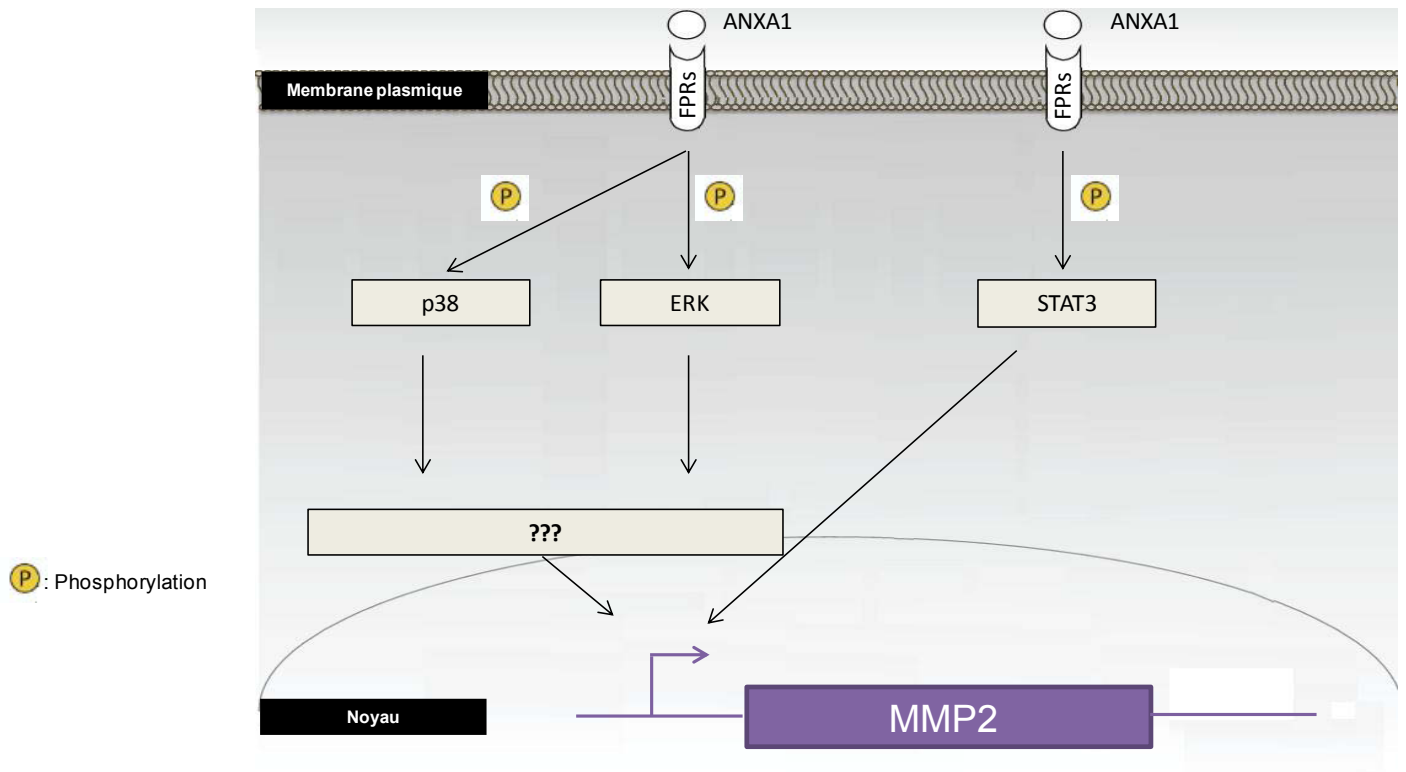 ANXA1
ANXA1
Membrane plasmique
FPRs
FPRs
P
P
P
p38
ERK
STAT3
???
P : Phosphorylation
Noyau
MMP2